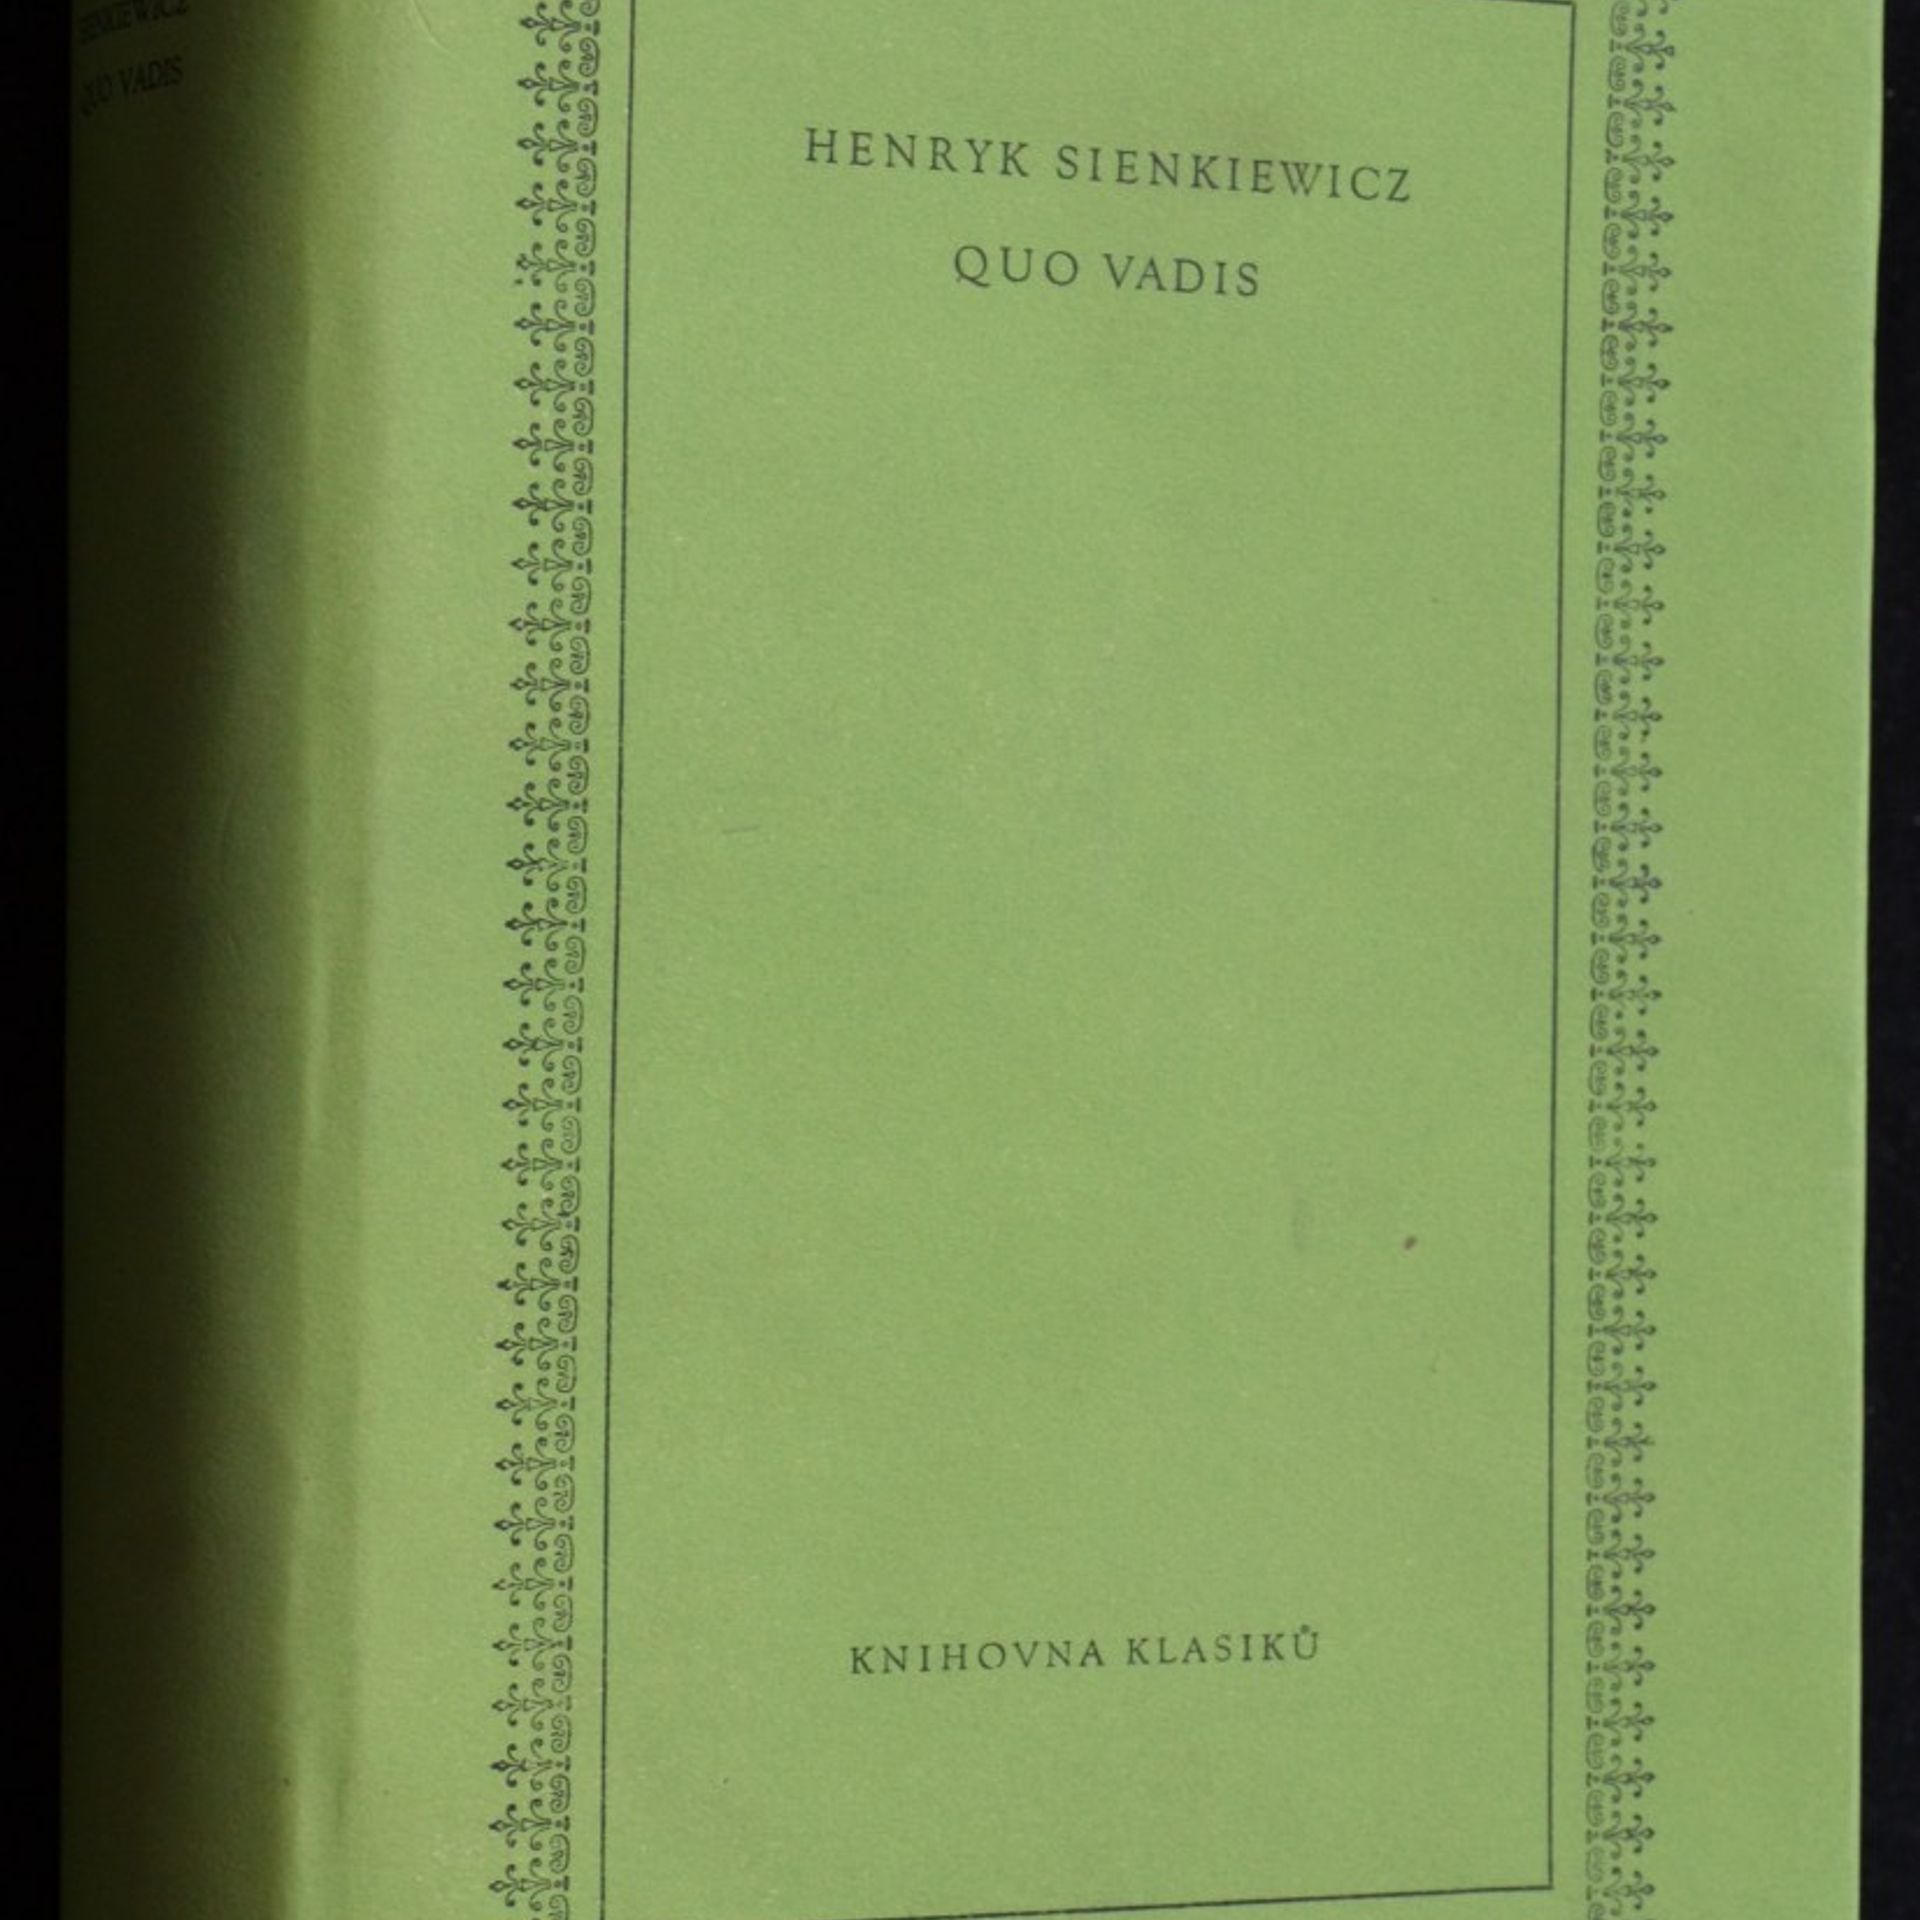 SIENKIEWICZ
QUO VADIS
HENRYK SIENKIEWICZ
QUO VADIS
KNIHOVNA KLASIKŮ